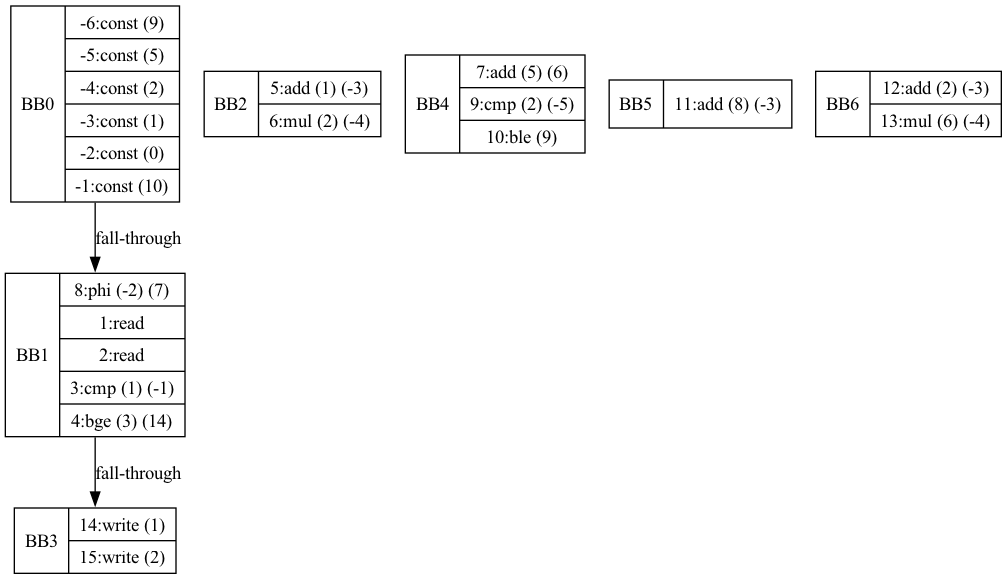 BB0
-6:const (9)
-5:const (5)
-4:const (2)
-3:const (1)
-2:const (0)
-1:const (10)
BB2
5:add (1) (-3)
6:mul (2) (-4)
BB4
7:add (5) (6)
9:cmp (2) (-5)
10:ble (9)
BB5
11:add (8) (-3)
BB6
12:add (2) (-3)
13:mul (6) (-4)
fall-through
BB1
8:phi (-2) (7)
1:read
2:read
3:cmp (1) (-1)
4:bge (3) (14)
fall-through
BB3
14:write (1)
15:write (2)